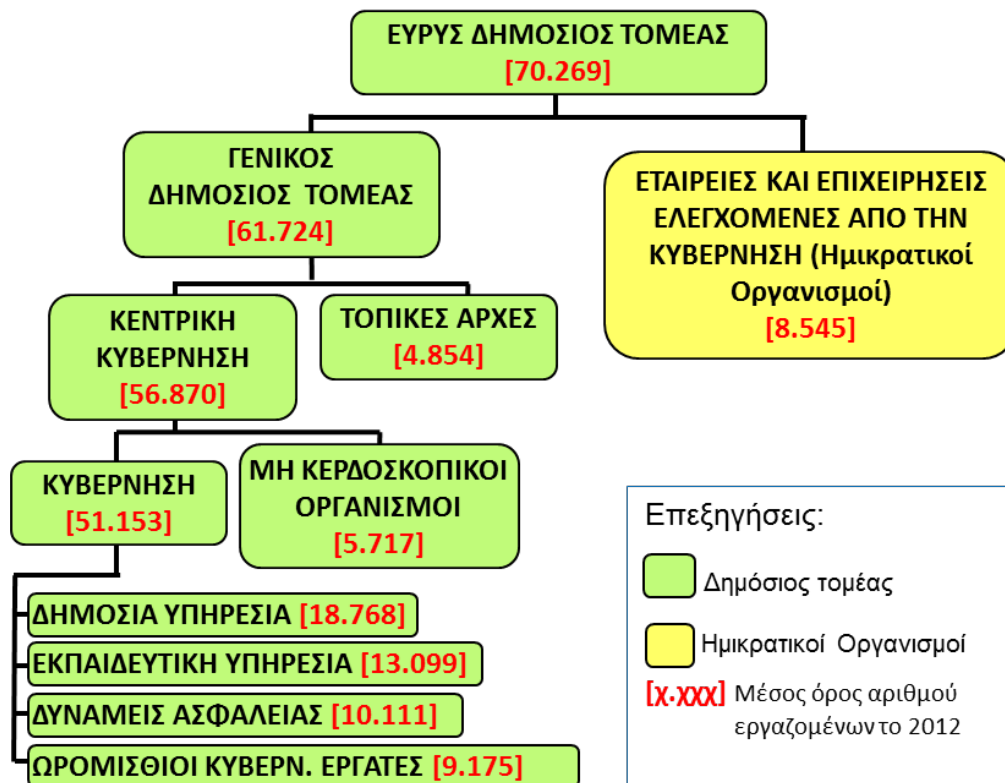 ΕΥΡΥΣ ΔΗΜΟΣΙΟΣ ΤΟΜΕΑΣ
[70.269]
ΓΕΝΙΚΟΣ
ΔΗΜΟΣΙΟΣ ΤΟΜΕΑΣ
[61.724]
ΕΤΑΙΡΕΙΕΣ ΚΑΙ ΕΠΙΧΕΙΡΗΣΕΙΣ
ΕΛΕΓΧΟΜΕΝΕΣ ΑΠΟ ΤΗΝ
ΚΥΒΕΡΝΗΣΗ (Ημικρατικοί
Οργανισμοί)
[8.545]
ΚΕΝΤΡΙΚΗ
ΚΥΒΕΡΝΗΣΗ
[56.870]
ΤΟΠΙΚΕΣ ΑΡΧΕΣ
[4.854]
ΚΥΒΕΡΝΗΣΗ
[51.153]
ΜΗ ΚΕΡΔΟΣΚΟΠΙΚΟΙ
ΟΡΓΑΝΙΣΜΟΙ
[5.717]
ΔΗΜΟΣΙΑ ΥΠΗΡΕΣΙΑ [18.768]
ΕΚΠΑΙΔΕΥΤΙΚΗ ΥΠΗΡΕΣΙΑ [13.099]
ΔΥΝΑΜΕΙΣ ΑΣΦΑΛΕΙΑΣ [10.111]
ΩΡΟΜΙΣΘΙΟΙ ΚΥΒΕΡΝ. ΕΡΓΑΤΕΣ [9.175]
Επεξηγήσεις:
Δημόσιος τομέας
Ημικρατικοί Οργανισμοί
[χ.χχχ] Μέσος όρος αριθμού
εργαζομένων το 2012